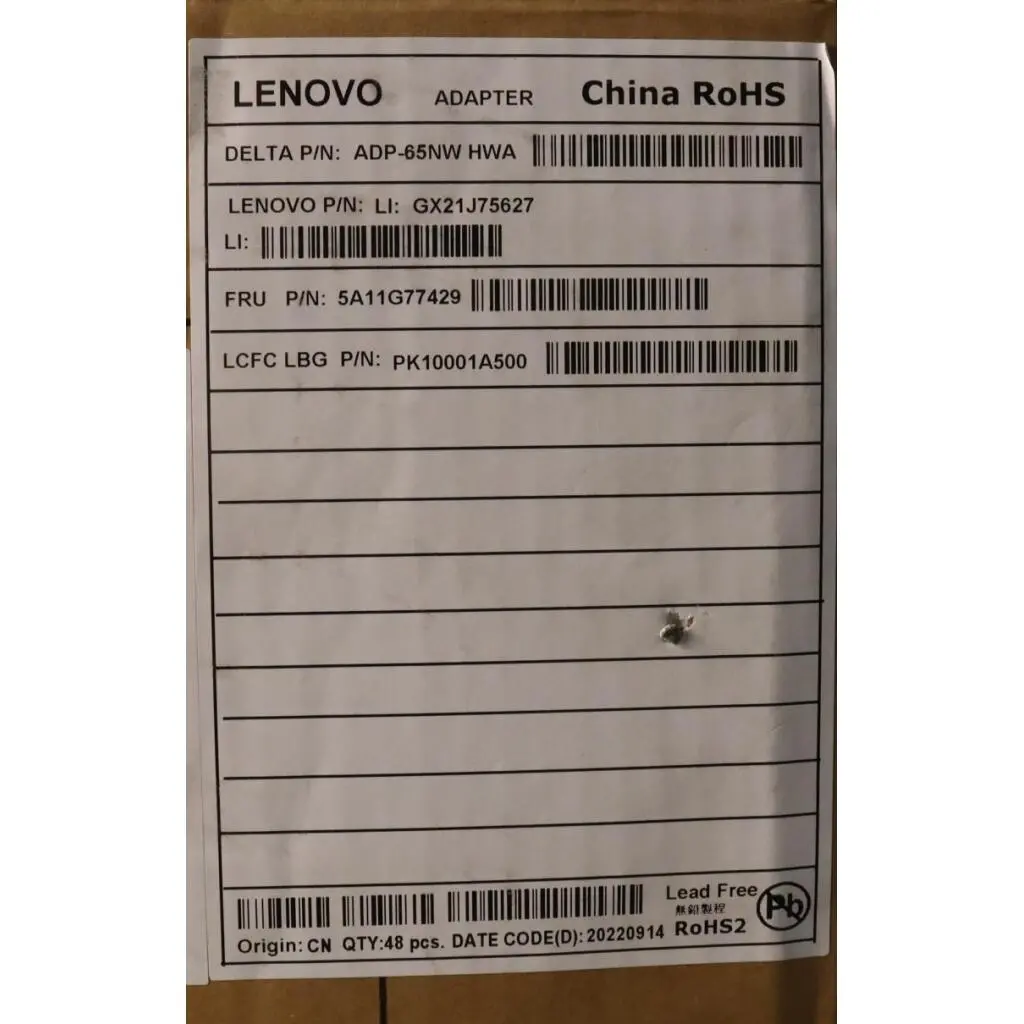 LENOVO ADAPTER China RoHS
DELTA P/N: ADP-65NW HWA
LENOVO P/N: LI: GX21J75627
LI:
FRU P/N: 5A11G77429
LCFC LBG P/N: PK10001A500
Lead Free
無鉛製程
Pb
RoHS2
Origin: CN QTY:48 pcs. DATE CODE(D): 20220914